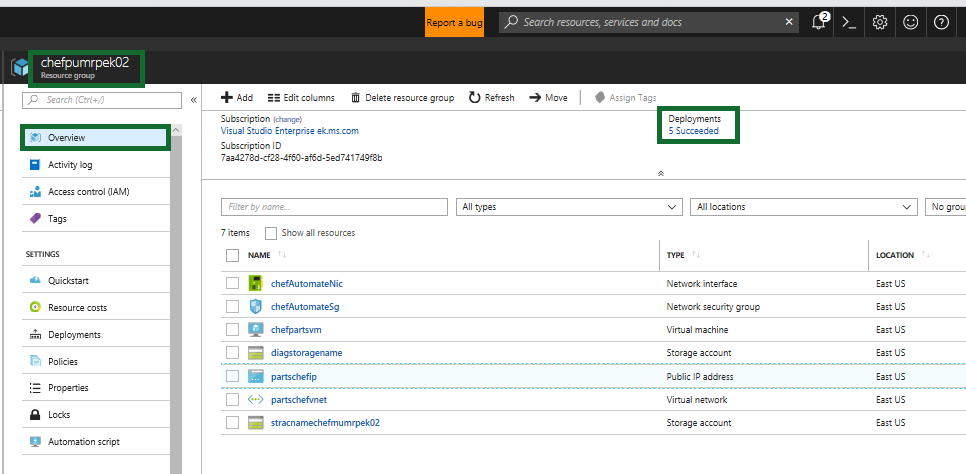 Report a bug
Search resources, services and docs
2
chefpumrpek02
Resource group
Search (Ctrl+/)
Overview
Activity log
Access control (IAM)
Tags
SETTINGS
Quickstart
Resource costs
Deployments
Policies
Properties
Locks
Automation script
Add Edit columns Delete resource group Refresh Move Assign Tags
Subscription (change)
Visual Studio Enterprise ek.ms.com
Subscription ID
7aa4278d-cf28-4f60-af6d-5ed741749f8b
Deployments
5 Succeeded
Filter by name... All types All locations No grou
7 items Show all resources
NAME TYPE LOCATION
chefAutomateNic Network interface East US
chefAutomateSg Network security group East US
chefpartsvm Virtual machine East US
diagstoragename Storage account East US
partschefip Public IP address East US
partschefvnet Virtual network East US
stracnamechefmumrpek02 Storage account East US